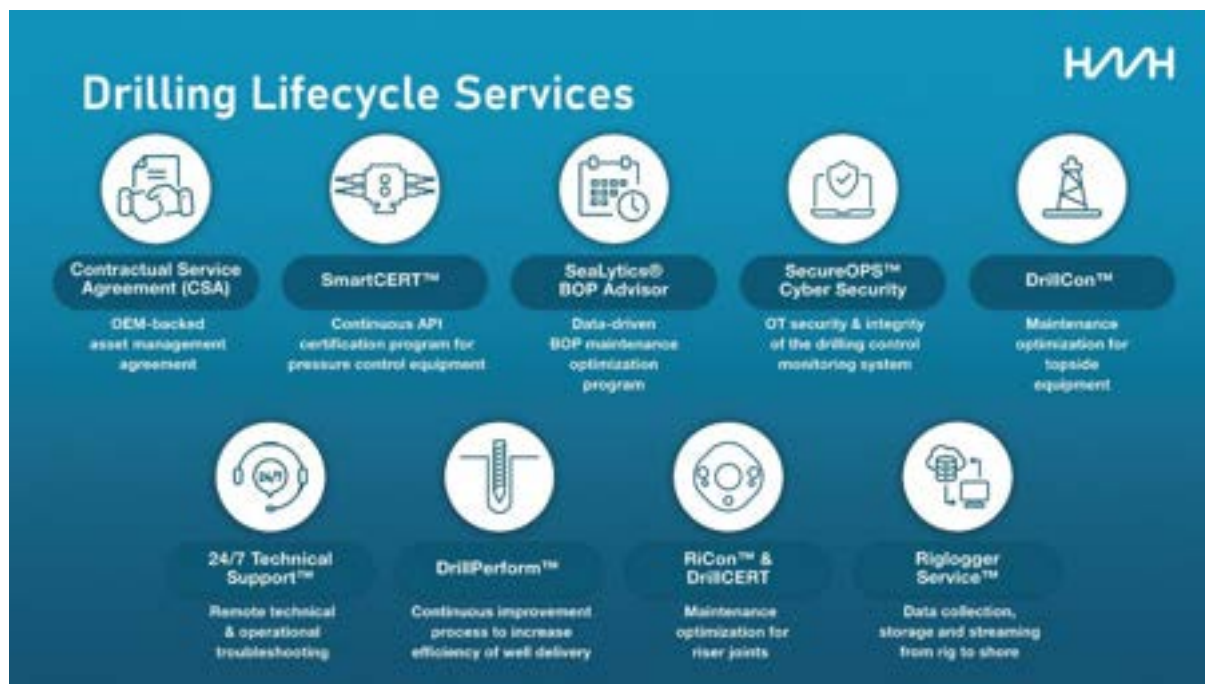 HMH
Drilling Lifecycle Services
Contractual Service
Agreement (CSA)
OEM-backed
asset management
agreement
SmartCERT™
Continuous API
certification program for
pressure control equipment
SeaLytics®
BOP Advisor
Data-driven
BOP maintenance
optimization
program
SecureOPS™
Cyber Security
OT security & integrity
of the drilling control
monitoring system
DrillCon™
Maintenance
optimization for
topside
equipment
24/7
24/7 Technical
Support™
Remote technical
& operational
troubleshooting
DrillPerform™
Continuous improvement
process to increase
efficiency of well delivery
RiCon™ &
DrillCERT
Maintenance
optimization for
riser joints
Riglogger
Service™
Data collection,
storage and streaming
from rig to shore